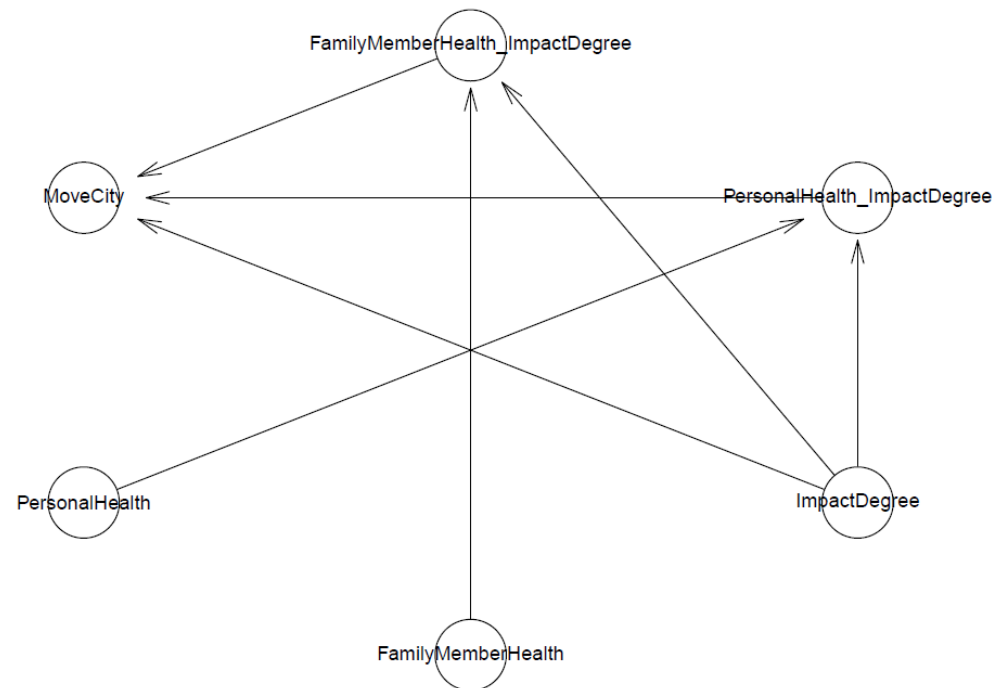 FamilyMemberHealth_ImpactDegree
MoveCity
PersonalHealth_ImpactDegree
PersonalHealth
ImpactDegree
FamilyMemberHealth